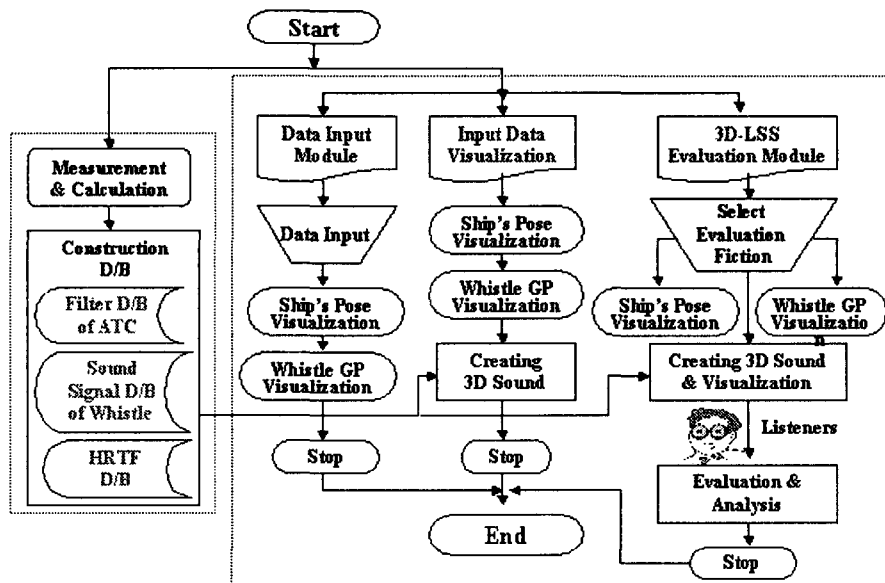 Start
Measurement
& Calculation
Construction
D/B
Filter D/B
of ATC
Sound
Signal D/B
of Whistle
HRTF
D/B
Data Input
Module
Data Input
Ship's Pose
Visualization
Whistle GP
Visualization
Stop
Input Data
Visualization
Ship's Pose
Visualization
Whistle GP
Visualization
Creating
3D Sound
Stop
End
3D-LSS
Evaluation Module
Select
Evaluation
Fiction
Ship's Pose
Visualization
Whistle GP
Visualizatio
n
Creating 3D Sound
& Visualization
Listeners
Evaluation &
Analysis
Stop